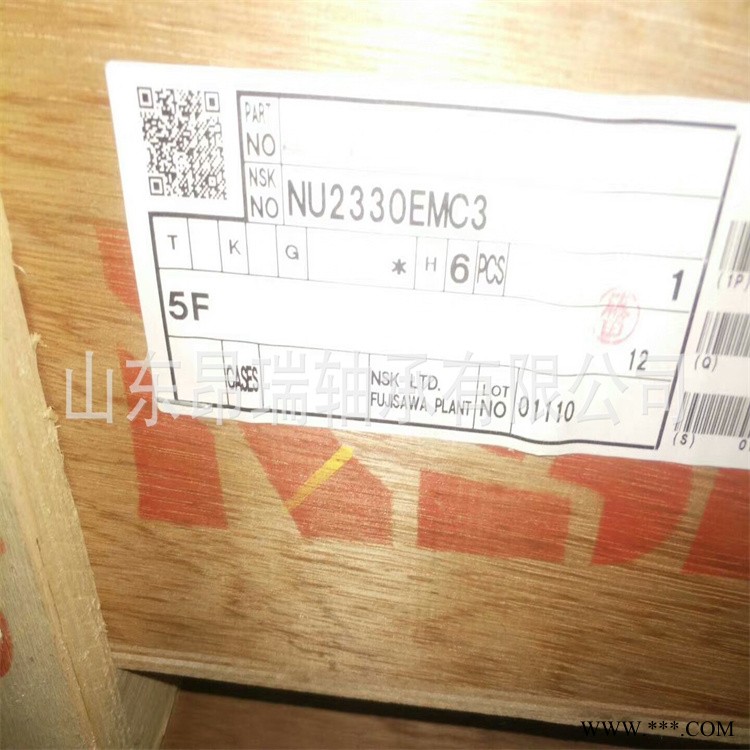 PART
NO
NSK
NO NU2330EMC3
T K G * H 6 PCS 1
5F
12
CASES NSK LTD.
FUJISAWA PLANT LOT
NO 01110
(1P)
(Q)
(S)
山东昂瑞轴承有限公司
WWW.***.COM